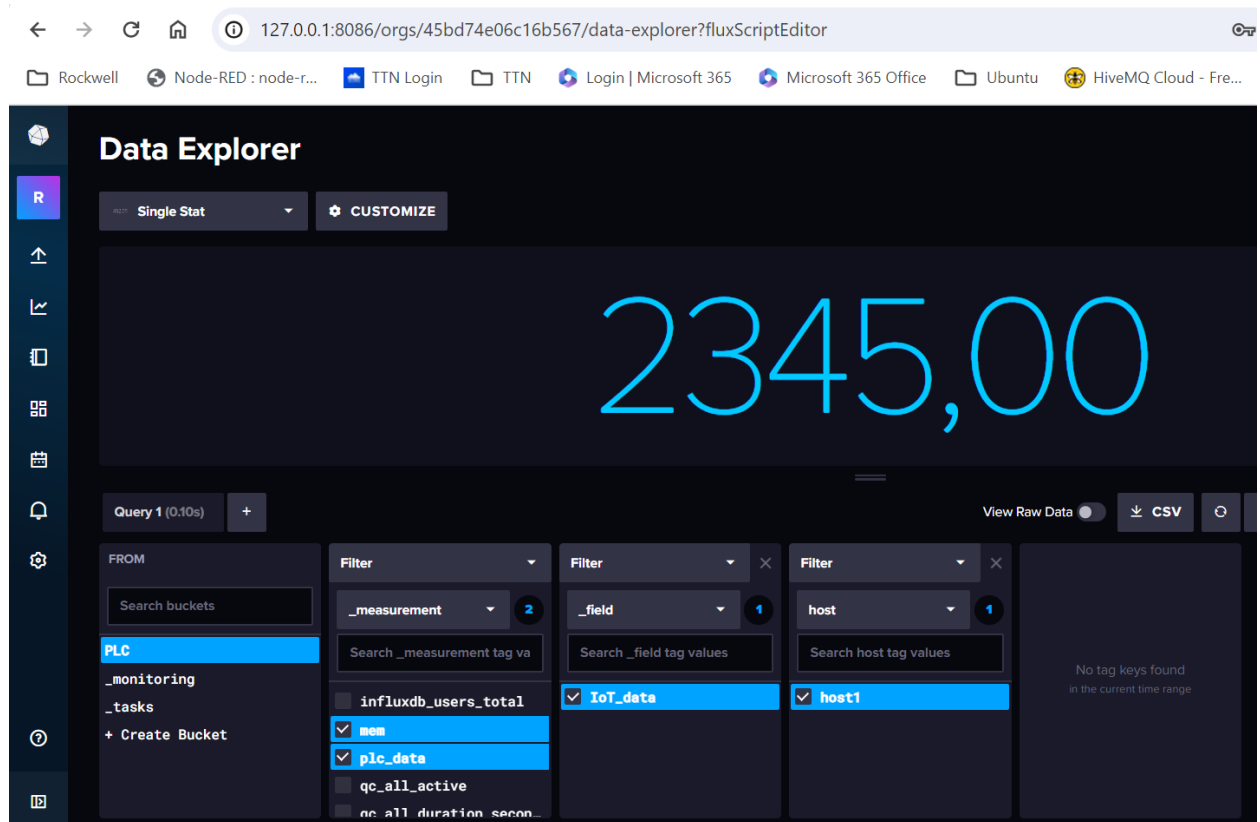 127.0.0.1:8086/orgs/45bd74e06c16b567/data-explorer?fluxScriptEditor
Rockwell Node-RED : node-r... TTN Login TTN Login | Microsoft 365 Microsoft 365 Office Ubuntu HiveMQ Cloud - Fre...
Data Explorer
R
Single Stat CUSTOMIZE
2345,00
Query 1 (0.10s) + View Raw Data CSV
FROM
Search buckets
PLC
_monitoring
_tasks
+ Create Bucket
Filter
_measurement 2
Search _measurement tag va
influxdb_users_total
mem
plc_data
qc_all_active
qc_all_duration_secon…
Filter
_field 1
Search _field tag values
IoT_data
Filter
host 1
Search host tag values
host1
No tag keys found
in the current time range